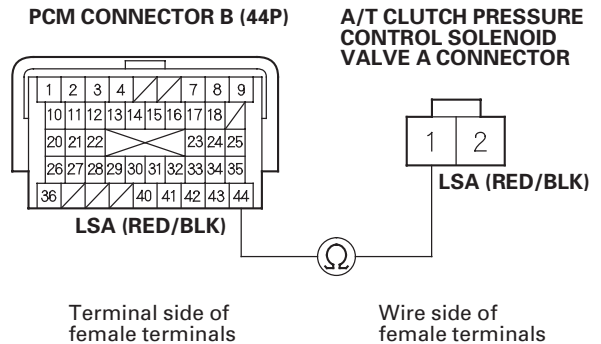 PCM CONNECTOR B (44P)
A/T CLUTCH PRESSURE
CONTROL SOLENOID
VALVE A CONNECTOR
1 2 3 4 7 8 9
10 11 12 13 14 15 16 17 18
20 21 22 23 24 25
26 27 28 29 30 31 32 33 34 35
36 40 41 42 43 44
1 2
LSA (RED/BLK)
LSA (RED/BLK)
Ω
Terminal side of
female terminals
Wire side of
female terminals